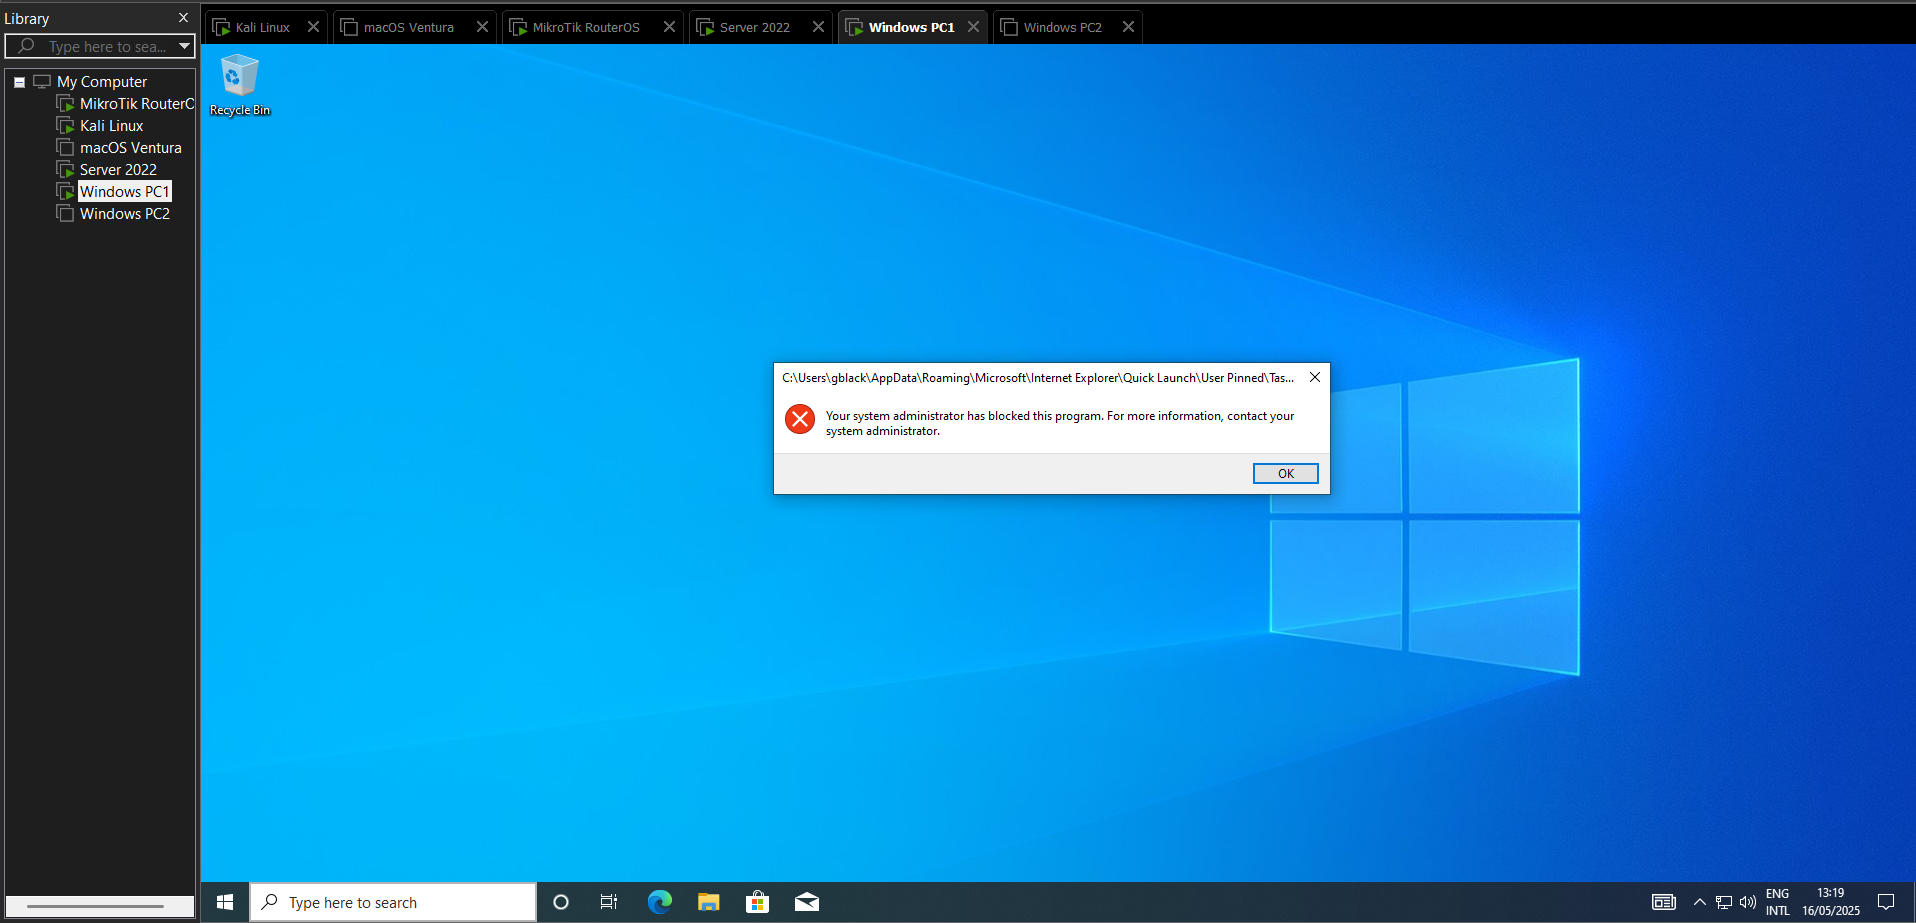 Library
Type here to sea...
My Computer
MikroTik RouterO
Kali Linux
macOS Ventura
Server 2022
Windows PC1
Windows PC2
Kali Linux
macOS Ventura
MikroTik RouterOS
Server 2022
Windows PC1
Windows PC2
Recycle Bin
C:\Users\gblack\AppData\Roaming\Microsoft\Internet Explorer\Quick Launch\User Pinned\Tas...
Your system administrator has blocked this program. For more information, contact your
system administrator.
OK
Type here to search
ENG
INTL
13:19
16/05/2025